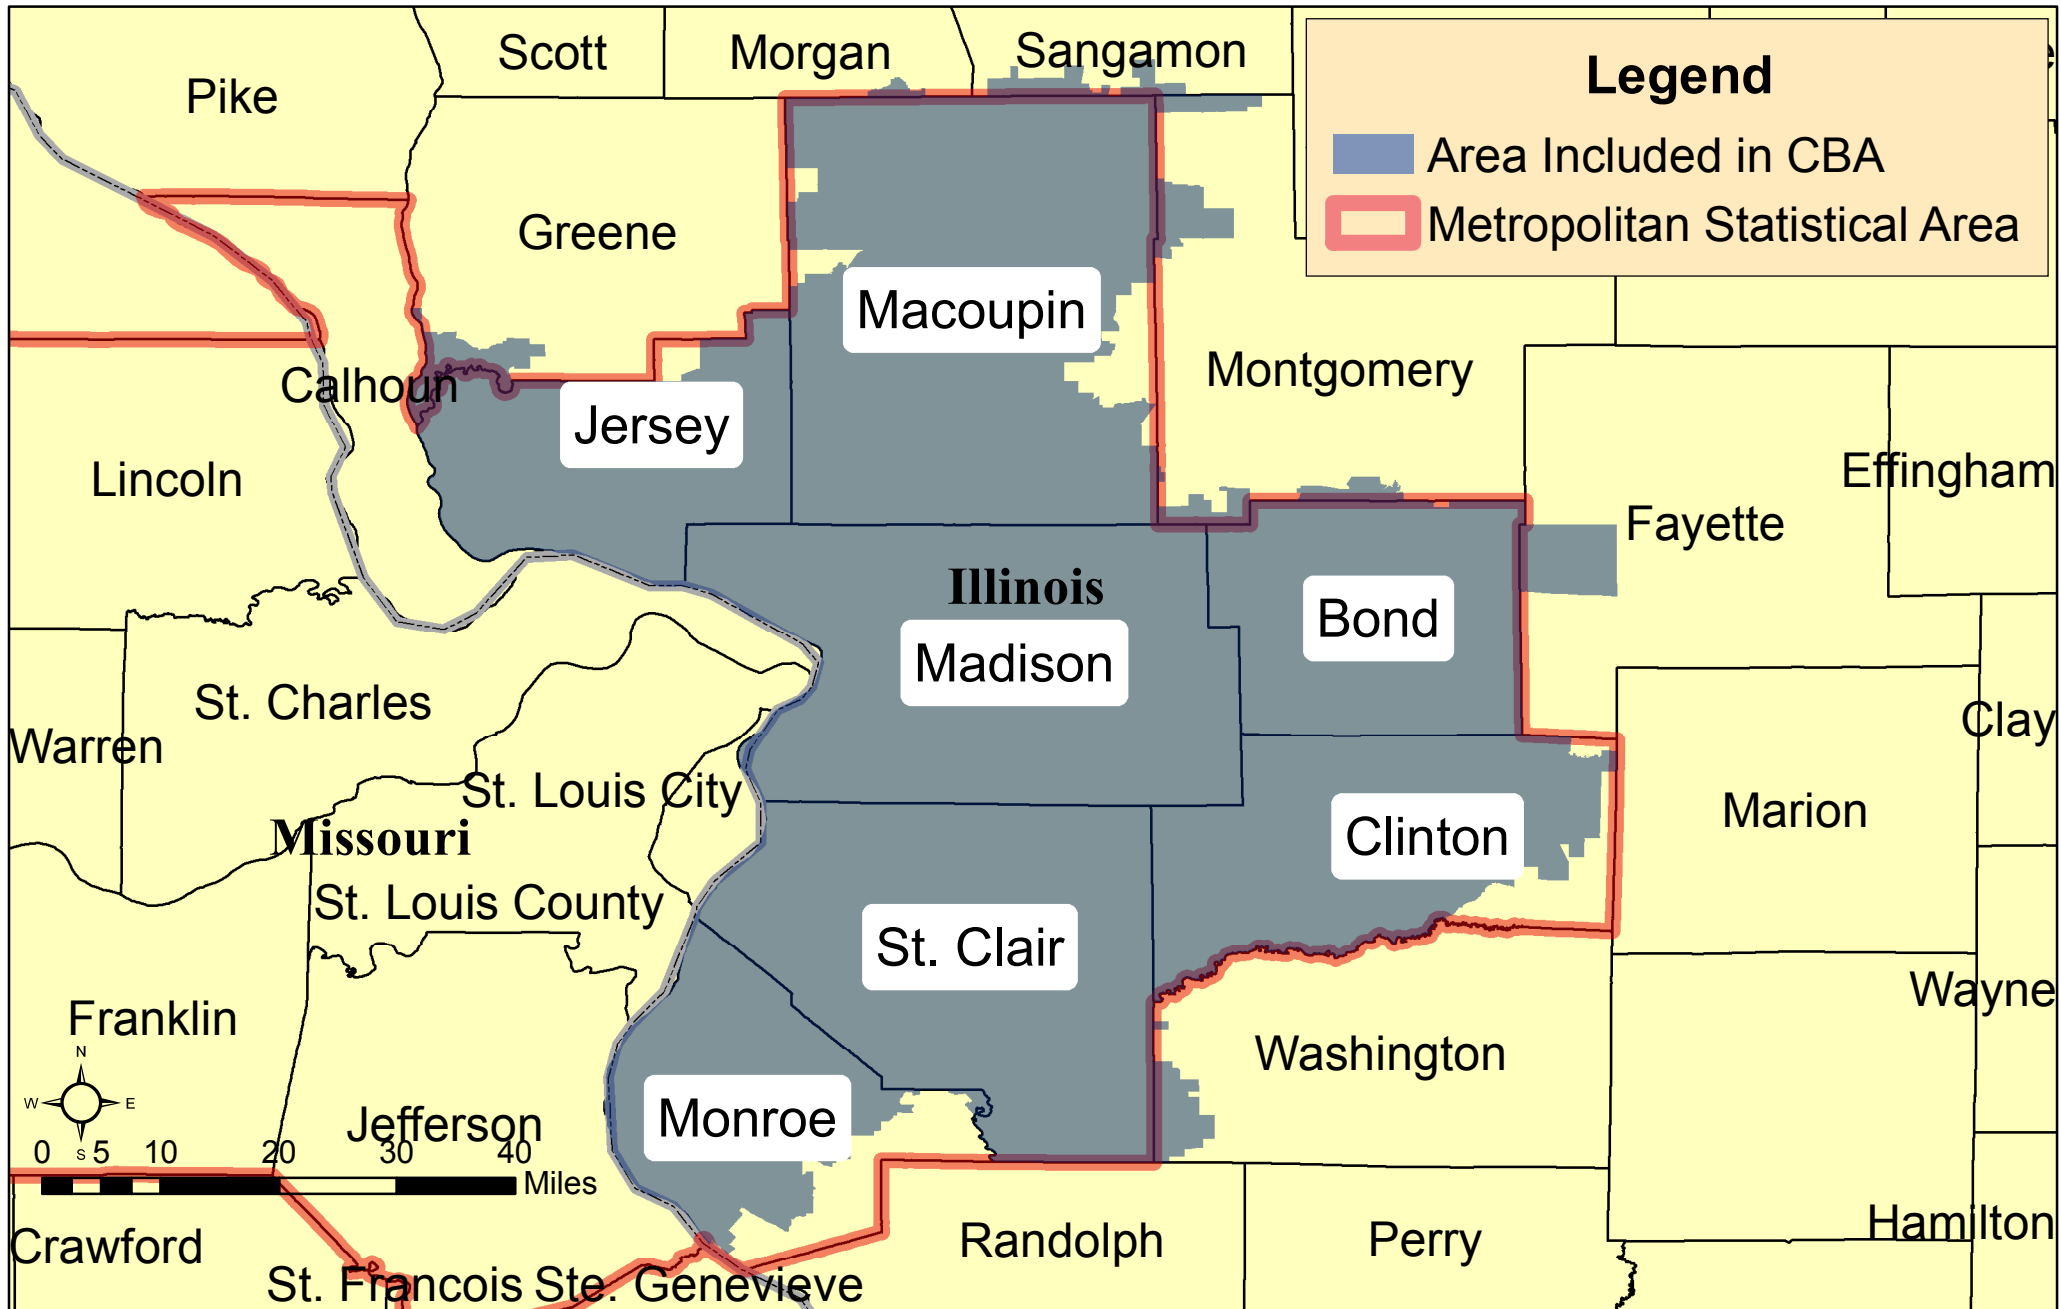 Scott
Morgan
Sangamon
Pike
Legend
Area Included in CBA
Metropolitan Statistical Area
Greene
Macoupin
Montgomery
Calhoun
Jersey
Lincoln
Effingham
Fayette
Illinois
Bond
Madison
St. Charles
Clay
Warren
St. Louis City
Marion
Missouri
Clinton
St. Louis County
St. Clair
Wayne
Franklin
Washington
N
W E
S
Monroe
Jefferson
0 5 10 20 30 40
Miles
Crawford
Randolph
Perry
Hamilton
St. Francois
Ste. Genevieve